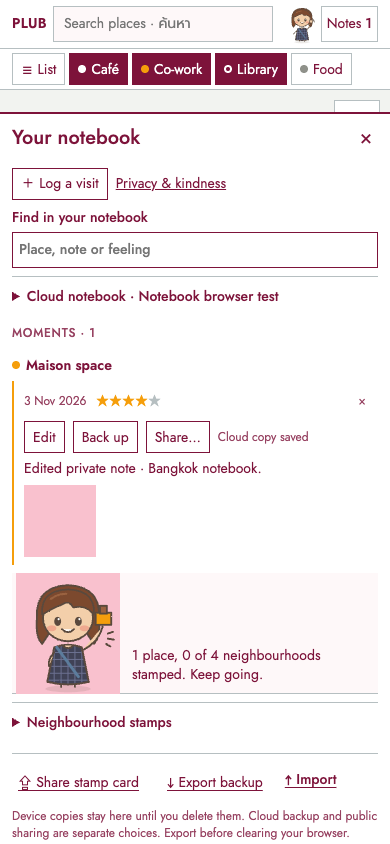 PLUB
Search places · ค้นหา
Notes 1
≡ List
Café
Co-work
Library
Food
Your notebook
×
+ Log a visit
Privacy & kindness
Find in your notebook
Place, note or feeling
▶ Cloud notebook · Notebook browser test
MOMENTS · 1
Maison space
3 Nov 2026 ★★★★★ ×
Edit
Back up
Share...
Cloud copy saved
Edited private note · Bangkok notebook.
1 place, 0 of 4 neighbourhoods
stamped. Keep going.
▶ Neighbourhood stamps
Share stamp card
↓ Export backup
↑ Import
Device copies stay here until you delete them. Cloud backup and public
sharing are separate choices. Export before clearing your browser.